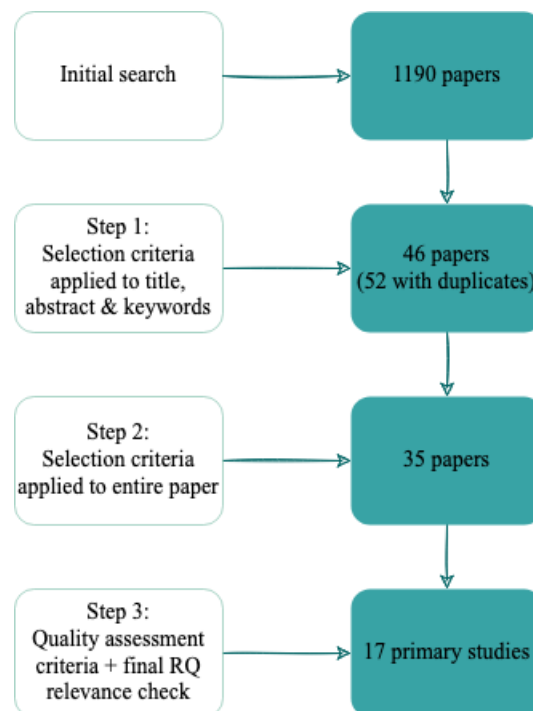 Initial search
1190 papers
Step 1:
Selection criteria
applied to title,
abstract & keywords
46 papers
(52 with duplicates)
Step 2:
Selection criteria
applied to entire paper
35 papers
Step 3:
Quality assessment
criteria + final RQ
relevance check
17 primary studies